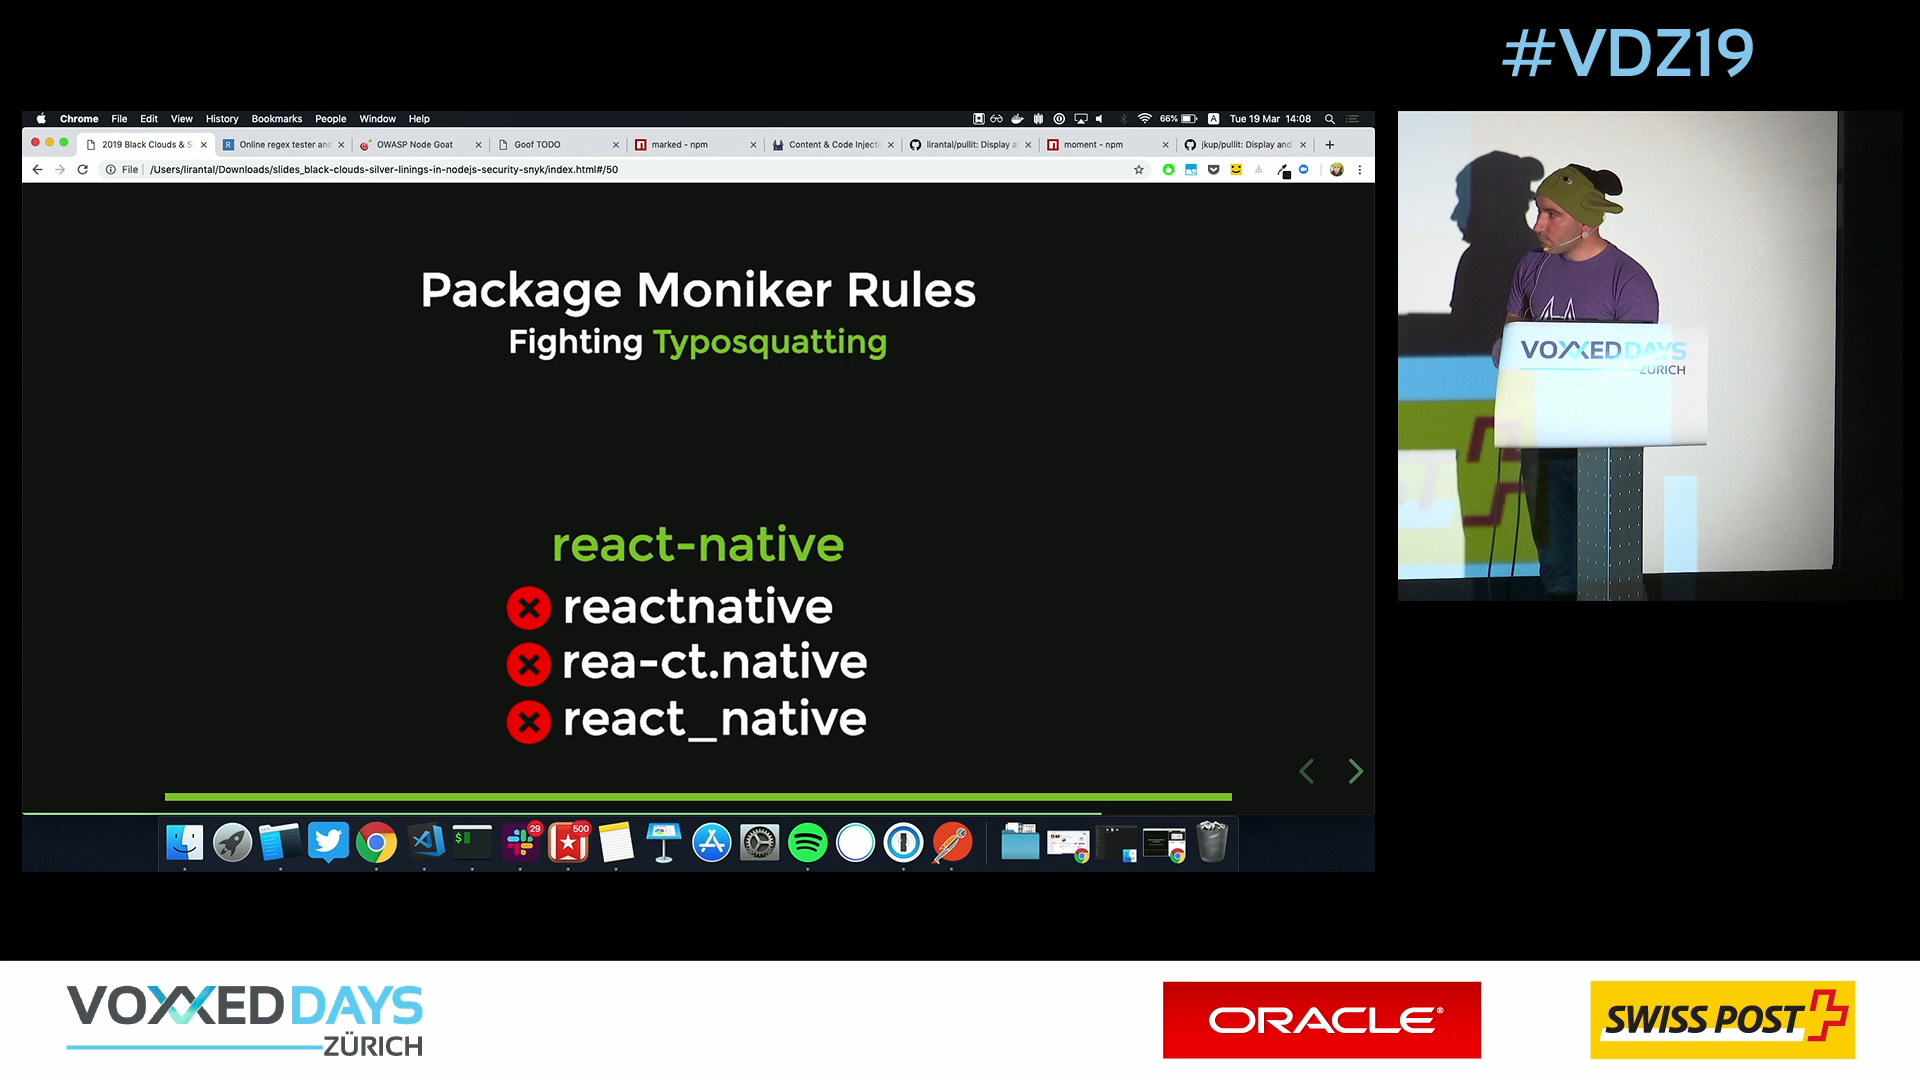 #VDZ19
Chrome File Edit View History Bookmarks People Window Help
66% A Tue 19 Mar 14:08
2019 Black Clouds & S
Online regex tester and
OWASP Node Goat
Goof TODO
marked - npm
Content & Code Injecti
lirantal/pullit: Display a
moment - npm
jkup/pullit: Display and
File /Users/lirantal/Downloads/slides_black-clouds-silver-linings-in-nodejs-security-snyk/index.html#/50
Package Moniker Rules
Fighting Typosquatting
react-native
reactnative
rea-ct.native
react_native
29
500
VOXXED DAYS
ZÜRICH
VOXXED DAYS
ZÜRICH
ORACLE®
SWISS POST